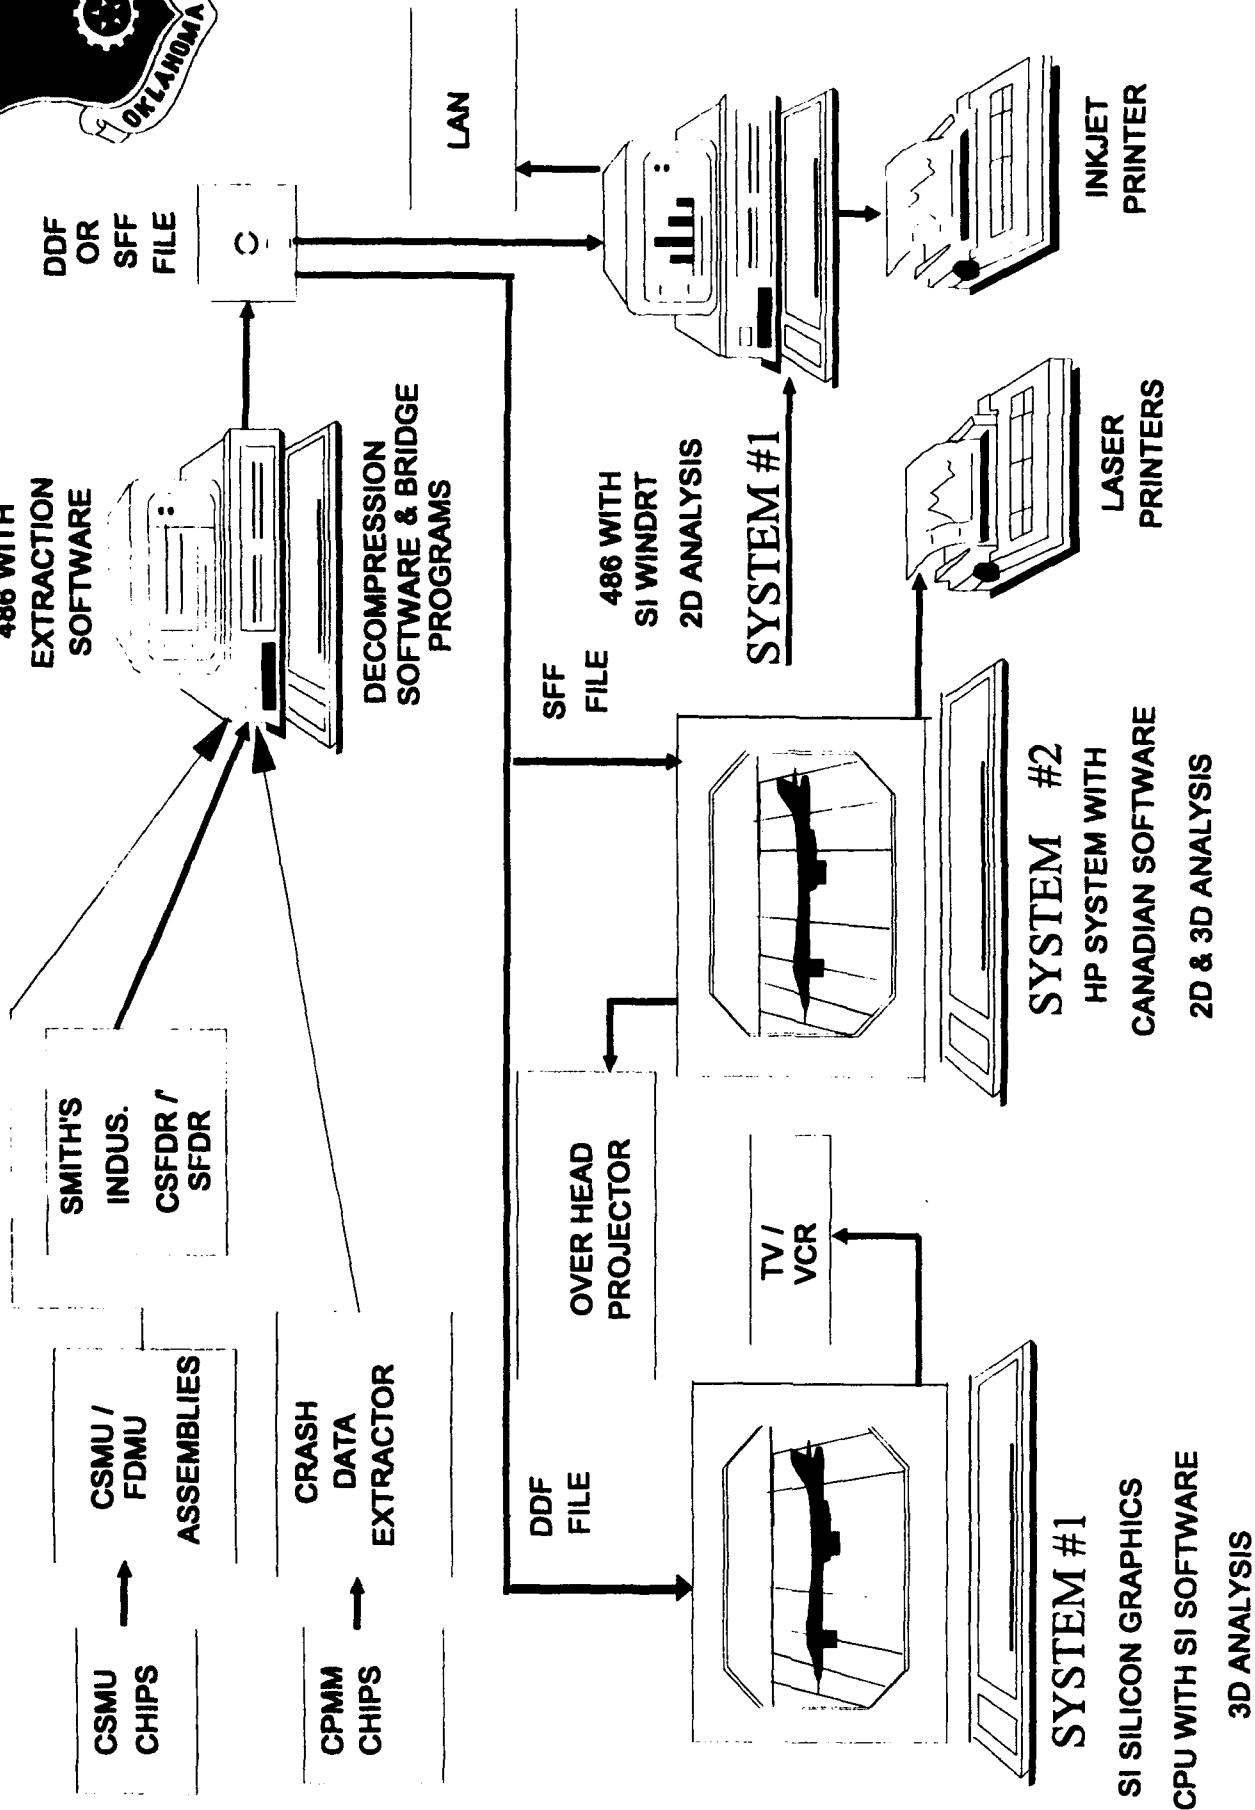 OKLAHOMA
CSMU
CHIPS
CSMU /
FDMU
ASSEMBLIES
SMITH'S
INDUS.
CSFDR /
SFDR
486 WITH
EXTRACTION
SOFTWARE
DDF
OR
SFF
FILE
CPMM
CHIPS
CRASH
DATA
EXTRACTOR
DECOMPRESSION
SOFTWARE & BRIDGE
PROGRAMS
LAN
DDF
FILE
OVER HEAD
PROJECTOR
SFF
FILE
486 WITH
SI WINDRT
2D ANALYSIS
SYSTEM #1
TV /
VCR
SYSTEM #1
SI SILICON GRAPHICS
CPU WITH SI SOFTWARE
3D ANALYSIS
SYSTEM #2
HP SYSTEM WITH
CANADIAN SOFTWARE
2D & 3D ANALYSIS
LASER
PRINTERS
INKJET
PRINTER